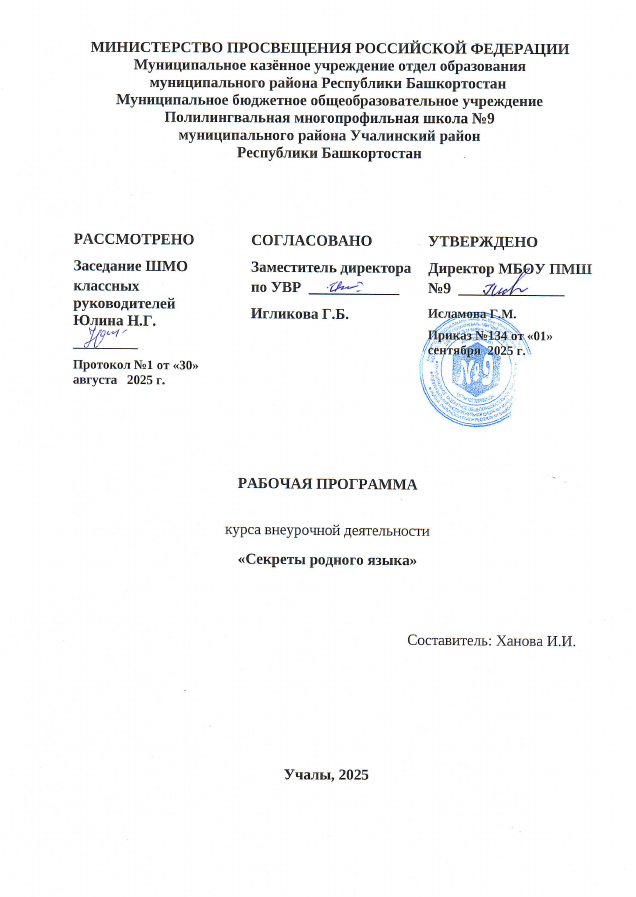 МИНИСТЕРСТВО ПРОСВЕЩЕНИЯ РОССИЙСКОЙ ФЕДЕРАЦИИ
Муниципальное казённое учреждение отдел образования
муниципального района Республики Башкортостан
Муниципальное бюджетное общеобразовательное учреждение
Полилингвальная многопрофильная школа №9
муниципального района Учалинский район
Республики Башкортостан
РАССМОТРЕНО
Заседание ШМО
классных
руководителей
Юлина Н.Г.
Протокол №1 от «30»
августа 2025 г.
СОГЛАСОВАНО
Заместитель директора
по УВР
Игликова Г.Б.
УТВЕРЖДЕНО
Директор МБОУ ПМШ
№9
Исламова Г.М.
Приказ №134 от «01»
сентября 2025 г.
№9
РАБОЧАЯ ПРОГРАММА
курса внеурочной деятельности
«Секреты родного языка»
Составитель: Ханова И.И.
Учалы, 2025